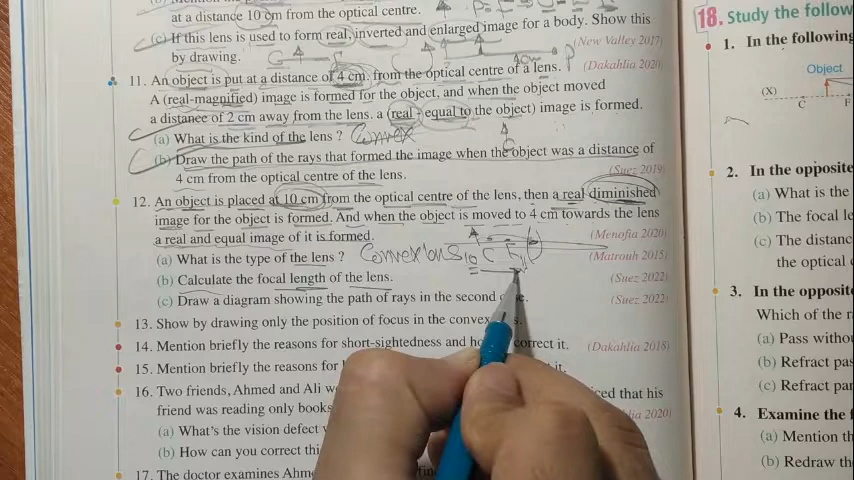 at a distance 10 cm from the optical centre.
(c) If this lens is used to form real, inverted and enlarged image for a body. Show this
by drawing.
(New Valley 2017)
11. An object is put at a distance of 4 cm. from the optical centre of a lens.
(Dakahlia 2020)
A (real-magnified) image is formed for the object, and when the object moved
a distance of 2 cm away from the lens. a (real - equal to the object) image is formed.
(a) What is the kind of the lens ? Convex
(b) Draw the path of the rays that formed the image when the object was a distance of
4 cm from the optical centre of the lens.
(Suez 2019)
12. An object is placed at 10 cm from the optical centre of the lens, then a real diminished
image for the object is formed. And when the object is moved to 4 cm towards the lens
a real and equal image of it is formed.
(Menofia 2020)
(a) What is the type of the lens ? Convex lens
10 C F
(Matrouh 2015)
(b) Calculate the focal length of the lens.
(Suez 2022)
(c) Draw a diagram showing the path of rays in the second
(Suez 2022)
13. Show by drawing only the position of focus in the convex
14. Mention briefly the reasons for short-sightedness and correct it.
(Dakahlia 2018)
15. Mention briefly the reasons for it.
16. Two friends, Ahmed and Ali that his
friend was reading only books
2020)
(a) What's the vision defect
(b) How can you correct
17. The doctor examines
18. Study the follow
1. In the following
Object
(X)
C
F
2. In the opposite
(a) What is the
(b) The focal
(c) The distanc
the optical
3. In the opposit
Which of the
(a) Pass withou
(b) Refract pas
(c) Refract par
4. Examine the
(a) Mention th
(b) Redraw the